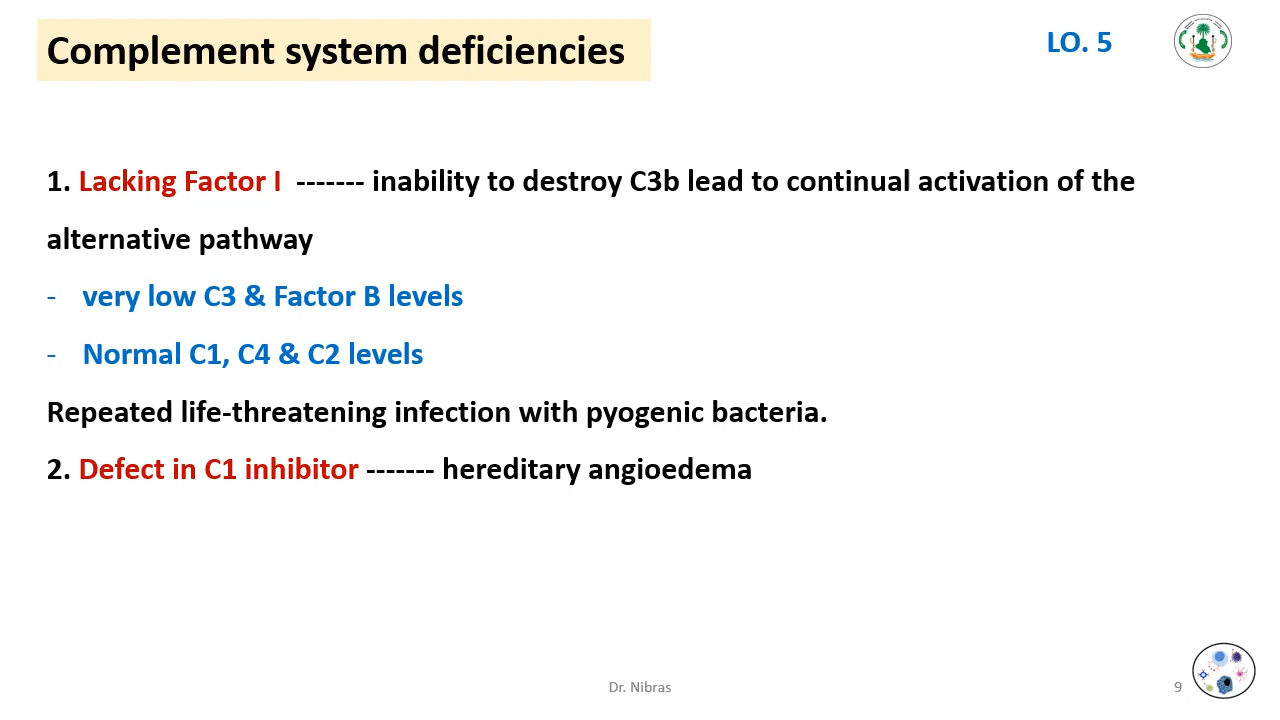 Complement system deficiencies
LO. 5
1. Lacking Factor I ------- inability to destroy C3b lead to continual activation of the
alternative pathway
- very low C3 & Factor B levels
- Normal C1, C4 & C2 levels
Repeated life-threatening infection with pyogenic bacteria.
2. Defect in C1 inhibitor ------- hereditary angioedema
Dr. Nibras
9